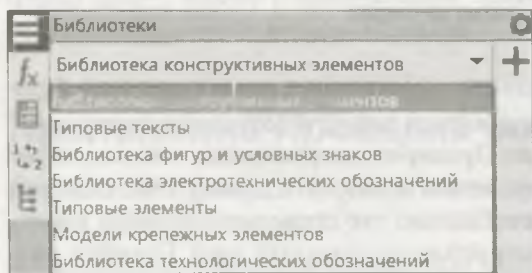 Библиотеки
Библиотека конструктивных элементов
Типовые тексты
Библиотека фигур и условных знаков
Библиотека электротехнических обозначений
Типовые элементы
Модели крепежных элементов
Библиотека технологических обозначений